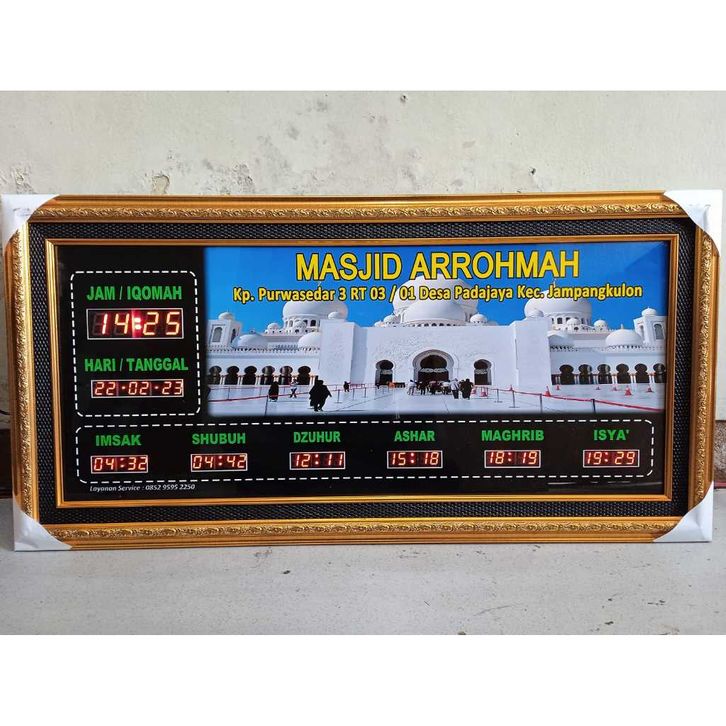 MASJID ARROHMAH
Kp. Purwasedar 3 RT 03 / 01 Desa Padajaya Kec. Jampangkulon
JAM / IQOMAH
14:25
HARI / TANGGAL
22-02-23
IMSAK SHUBUH DZUHUR ASHAR MAGHRIB ISYA'
04:32 04:42 12:11 15:18 18:19 19:29
Layanan Service : 0852 9595 2250